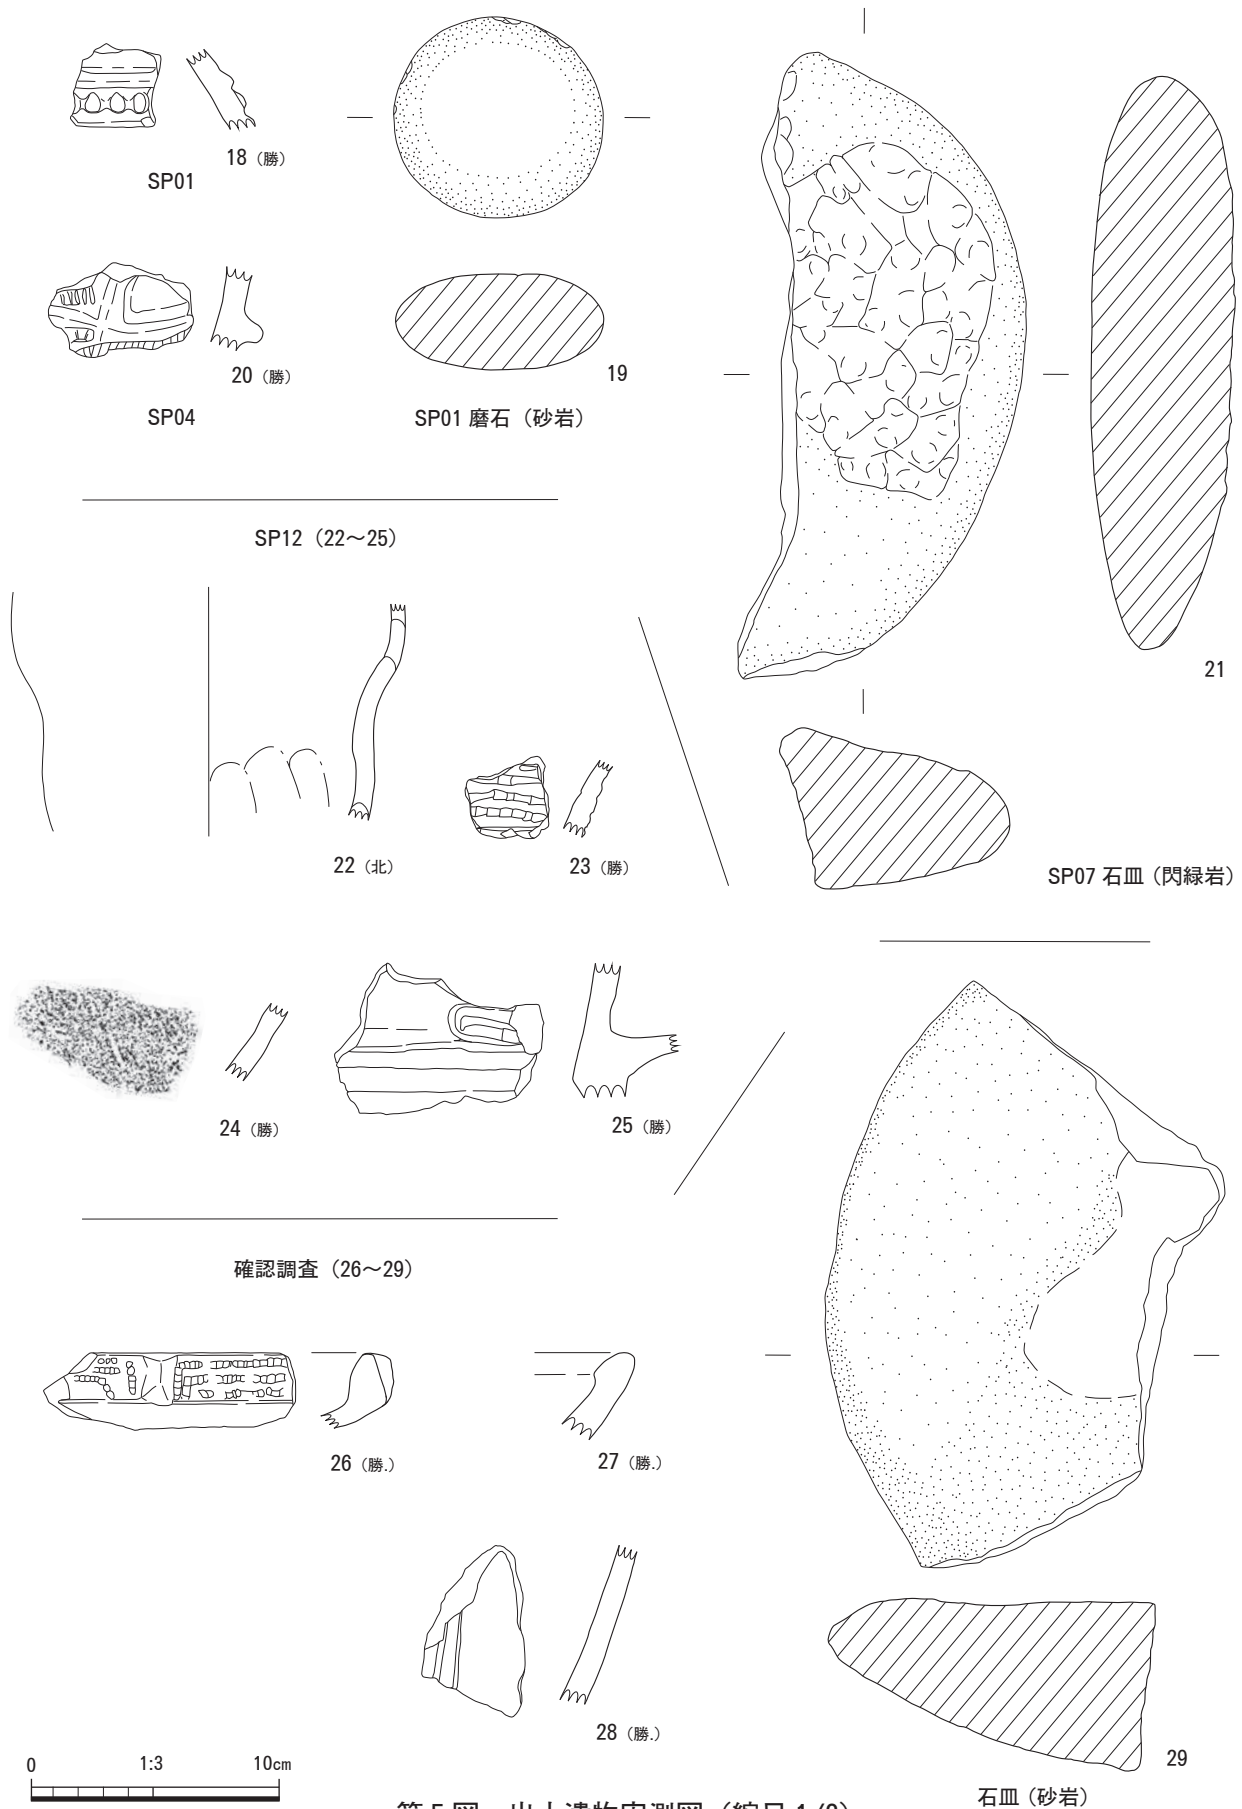 18（勝）
SP01
20（勝）
SP04
19
SP01 磨石（砂岩）
21
SP07 石皿（閃緑岩）
SP12（22～25）
22（北）
23（勝）
24（勝）
25（勝）
確認調査（26～29）
26（勝.）
27（勝.）
28（勝.）
29
石皿（砂岩）
0 1:3 10cm